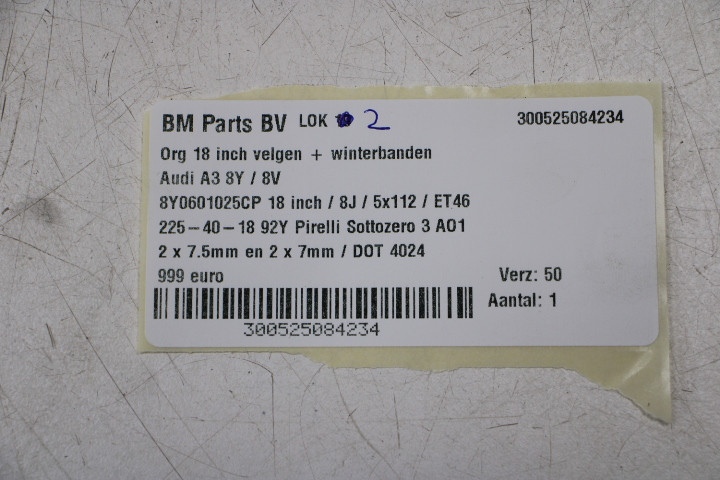 BM Parts BV LOK 2 300525084234
Org 18 inch velgen + winterbanden
Audi A3 8Y / 8V
8Y0601025CP 18 inch / 8J / 5x112 / ET46
225-40-18 92Y Pirelli Sottozero 3 AO1
2 x 7.5mm en 2 x 7mm / DOT 4024
999 euro Verz: 50
Aantal: 1
300525084234